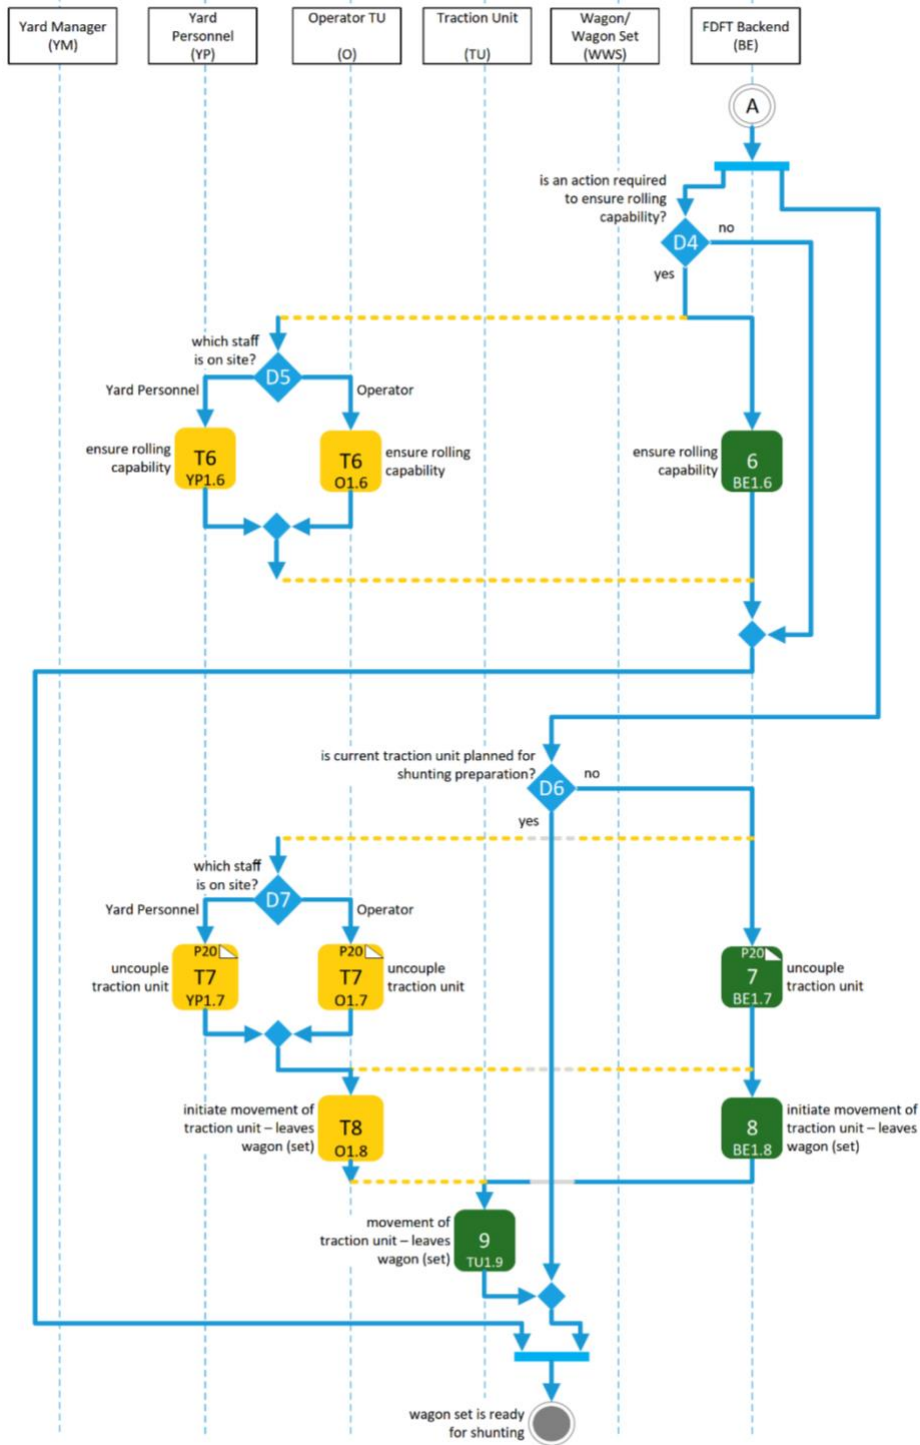 Yard Manager
(YM)
Yard
Personnel
(YP)
Operator TU
(O)
Traction Unit
(TU)
Wagon/
Wagon Set
(WWS)
FDFT Backend
(BE)
A
is an action required
to ensure rolling
capability?
D4
no
yes
which staff
is on site?
D5
Yard Personnel
Operator
ensure rolling
capability
T6
YP1.6
T6
O1.6
ensure rolling
capability
ensure rolling
capability
6
BE1.6
is current traction unit planned for
shunting preparation?
D6
no
yes
which staff
is on site?
D7
Yard Personnel
Operator
uncouple
traction unit
P20
T7
YP1.7
P20
T7
O1.7
uncouple
traction unit
P20
7
BE1.7
uncouple
traction unit
initiate movement of
traction unit – leaves
wagon (set)
T8
O1.8
8
BE1.8
initiate movement of
traction unit – leaves
wagon (set)
movement of
traction unit – leaves
wagon (set)
9
TU1.9
wagon set is ready
for shunting